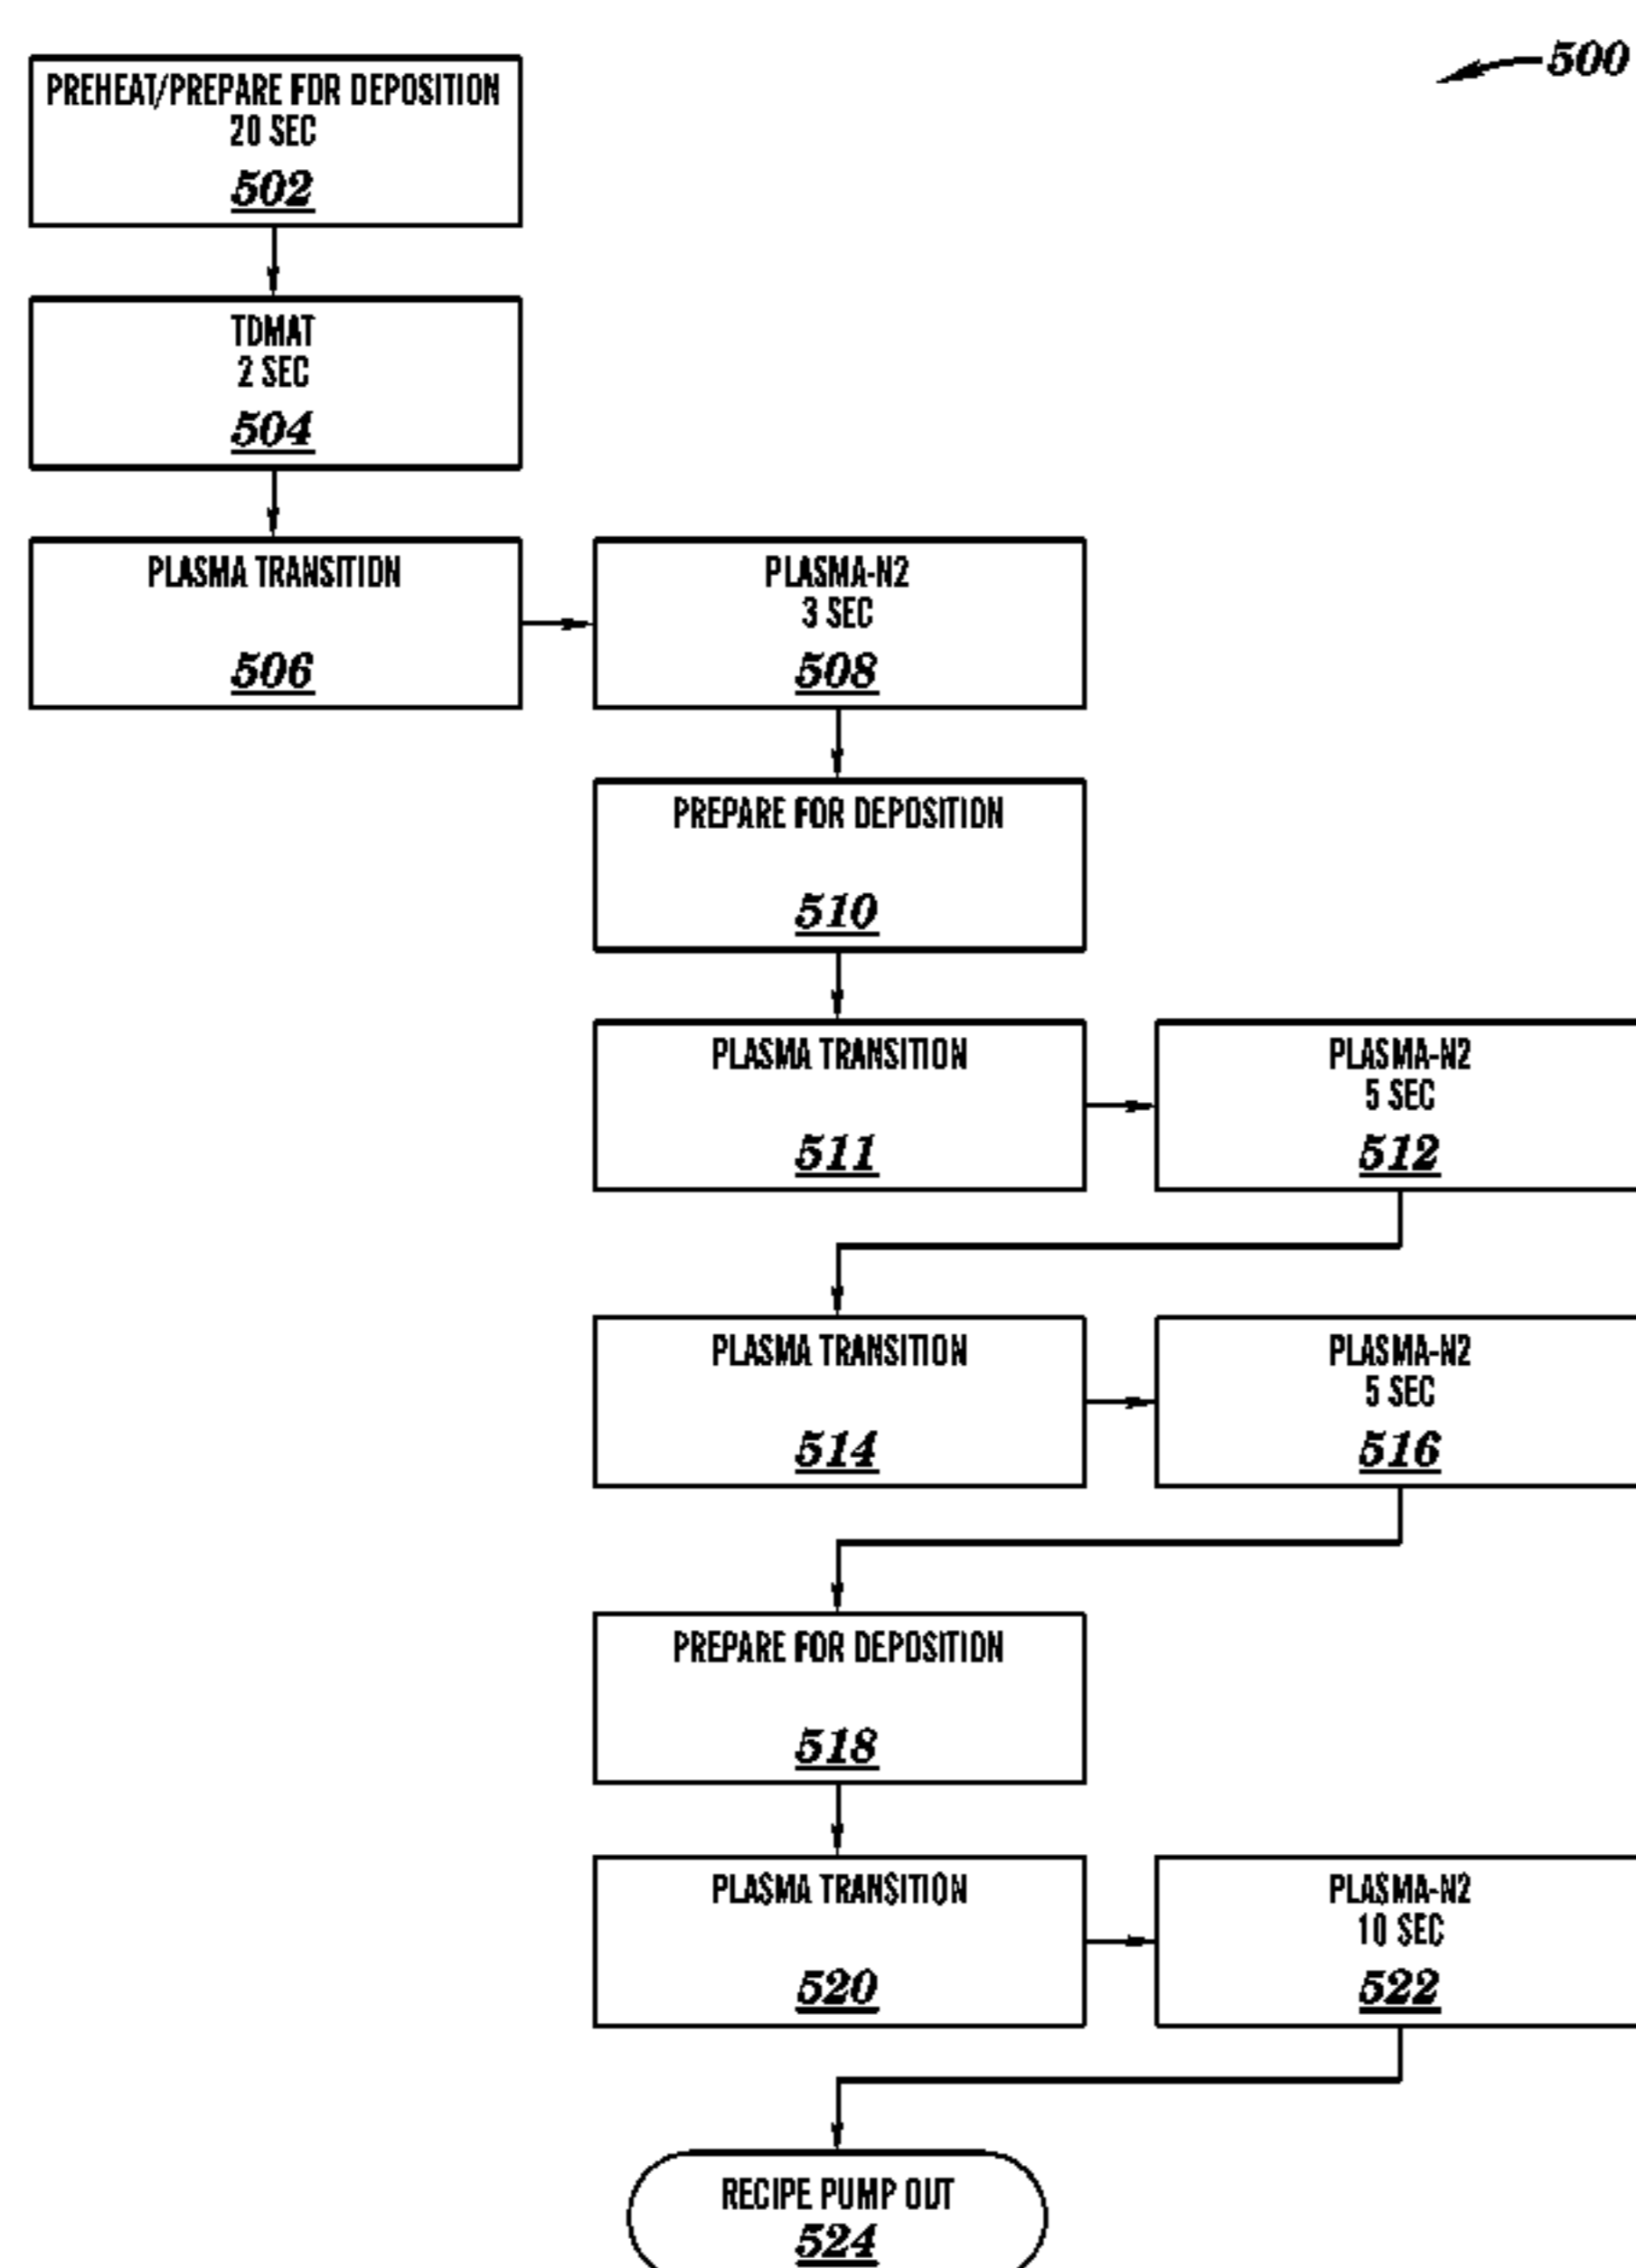 500
PREHEAT/PREPARE FOR DEPOSITION
20 SEC
502
TDMAT
2 SEC
504
PLASMA TRANSITION
506
PLASMA-N2
3 SEC
508
PREPARE FOR DEPOSITION
510
PLASMA TRANSITION
511
PLASMA-N2
5 SEC
512
PLASMA TRANSITION
514
PLASMA-N2
5 SEC
516
PREPARE FOR DEPOSITION
518
PLASMA TRANSITION
520
PLASMA-N2
10 SEC
522
RECIPE PUMP OUT
524